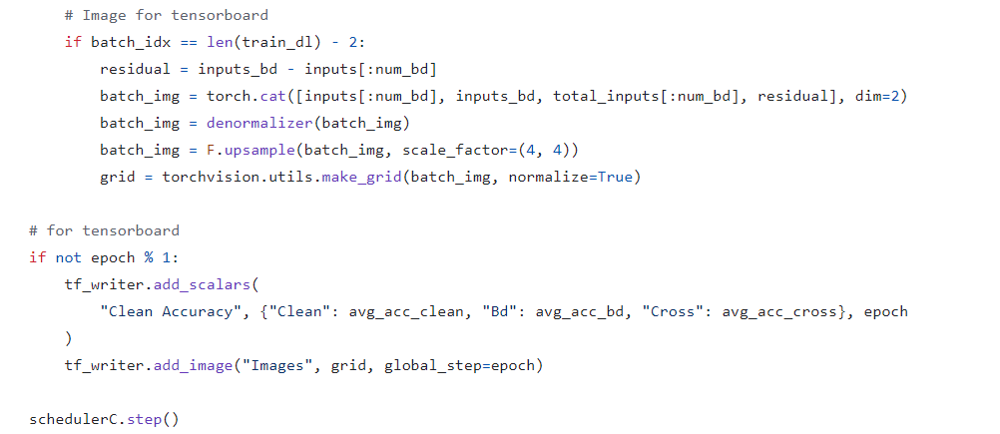 # Image for tensorboard
if batch_idx == len(train_dl) - 2:
residual = inputs_bd - inputs[:num_bd]
batch_img = torch.cat([inputs[:num_bd], inputs_bd, total_inputs[:num_bd], residual], dim=2)
batch_img = denormalizer(batch_img)
batch_img = F.upsample(batch_img, scale_factor=(4, 4))
grid = torchvision.utils.make_grid(batch_img, normalize=True)
# for tensorboard
if not epoch % 1:
tf_writer.add_scalars(
"Clean Accuracy", {"Clean": avg_acc_clean, "Bd": avg_acc_bd, "Cross": avg_acc_cross}, epoch
)
tf_writer.add_image("Images", grid, global_step=epoch)
schedulerC.step()